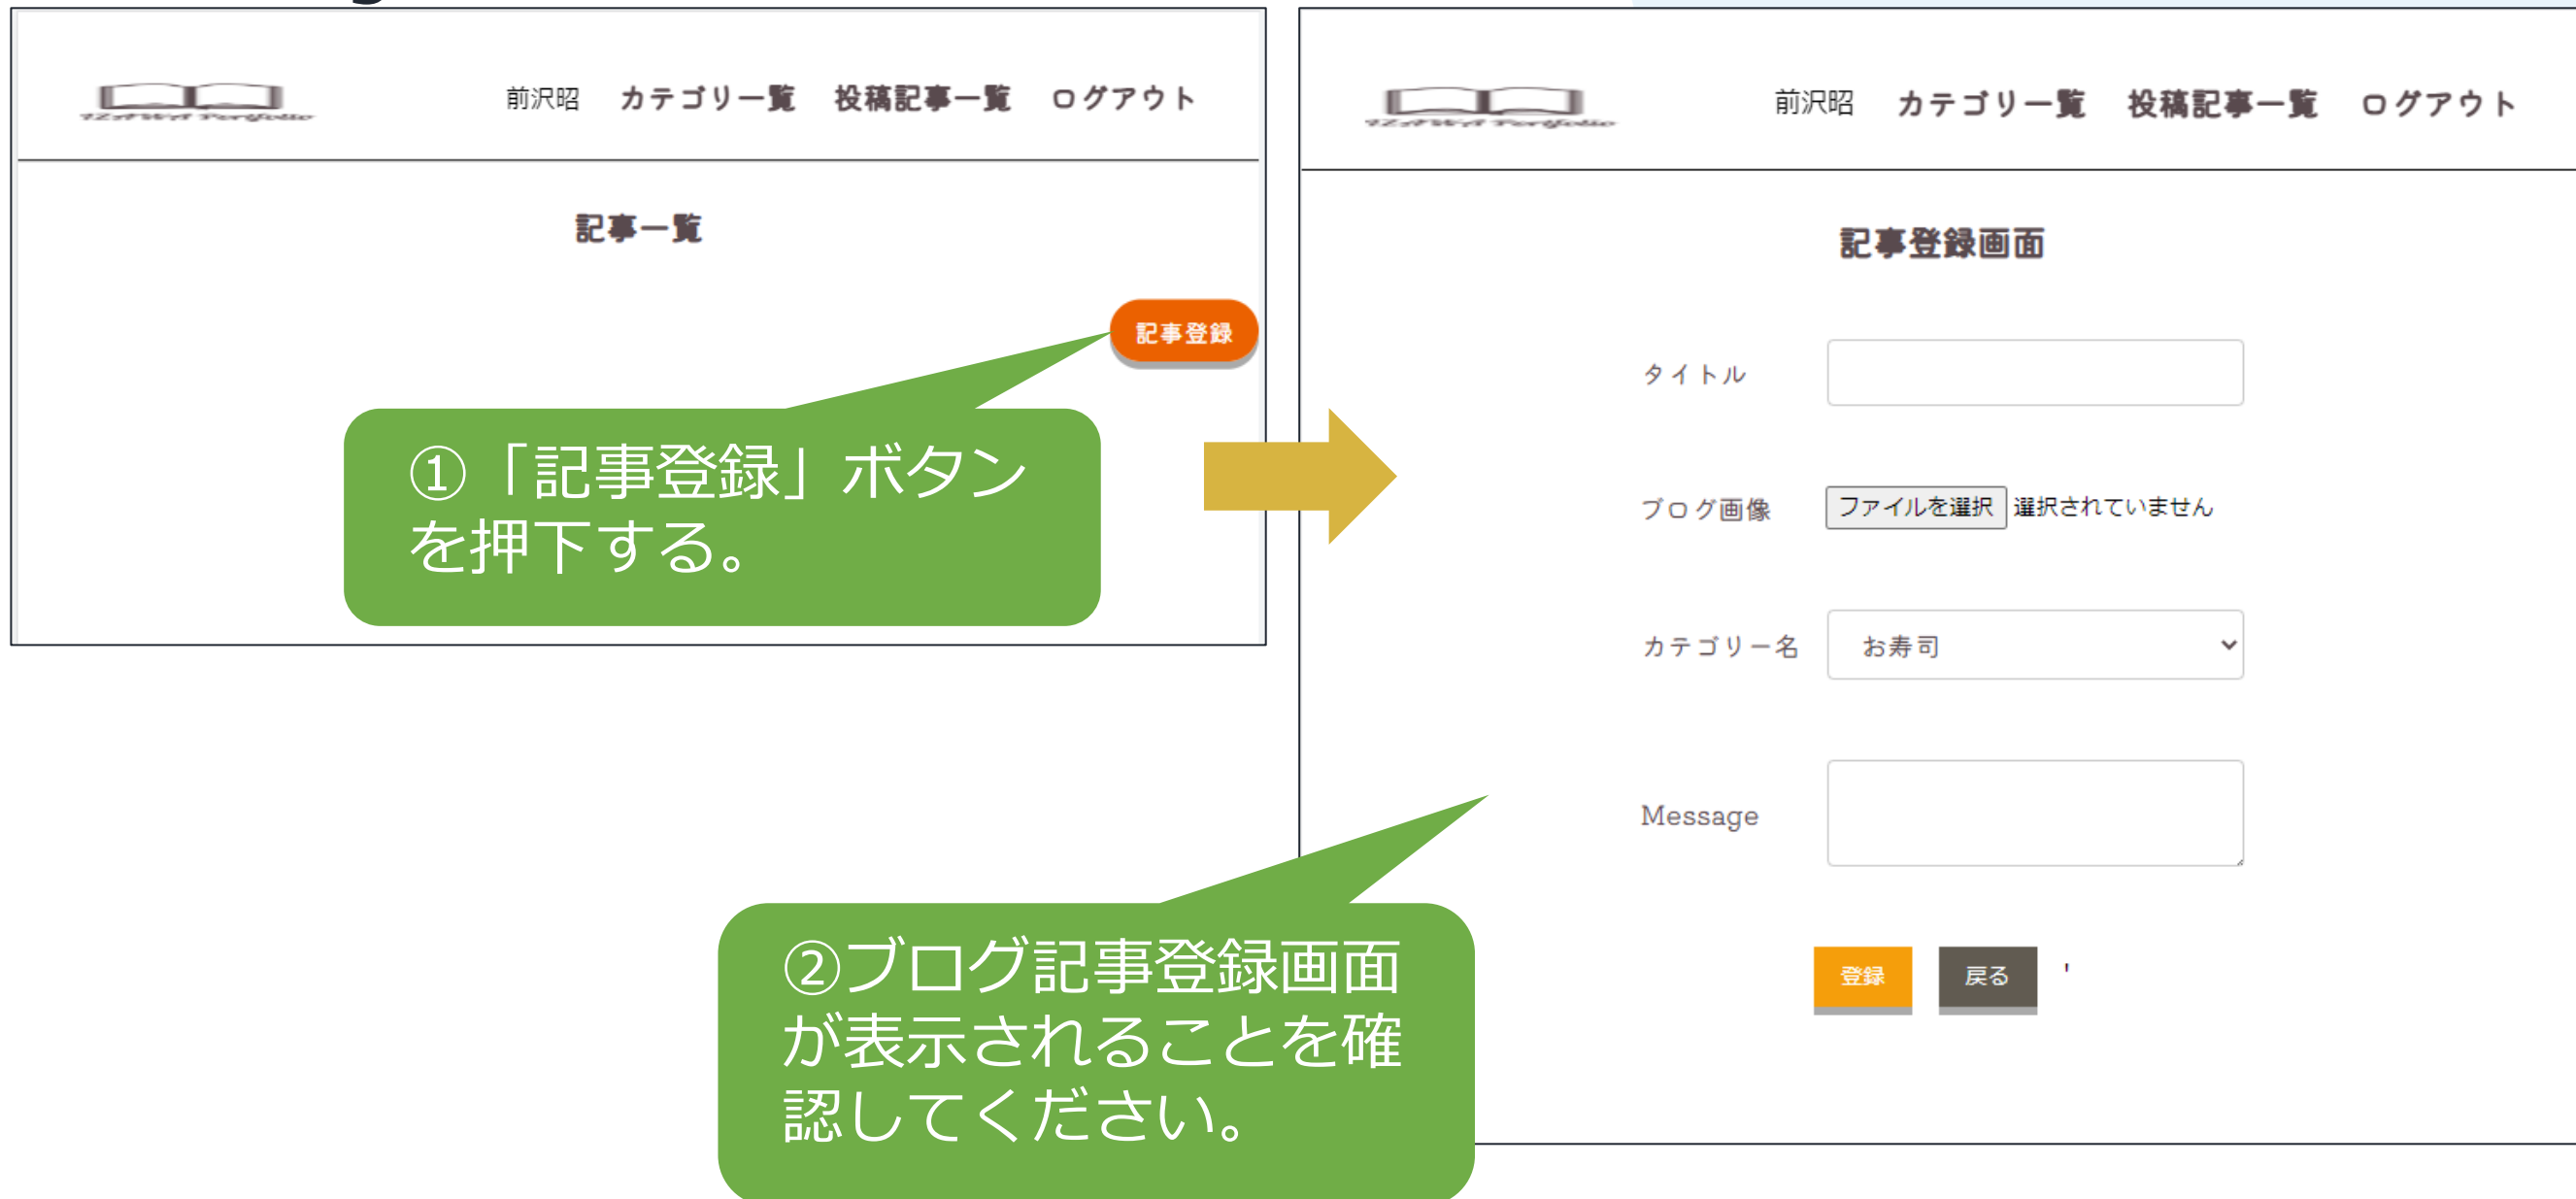 前沢昭 カテゴリ一覧 投稿記事一覧 ログアウト
記事一覧
記事登録
①「記事登録」ボタン
を押下する。
前沢昭 カテゴリ一覧 投稿記事一覧 ログアウト
記事登録画面
タイトル
ブログ画像 ファイルを選択 選択されていません
カテゴリー名 お寿司
Message
登録 戻る '
②ブログ記事登録画面
が表示されることを確
認してください。